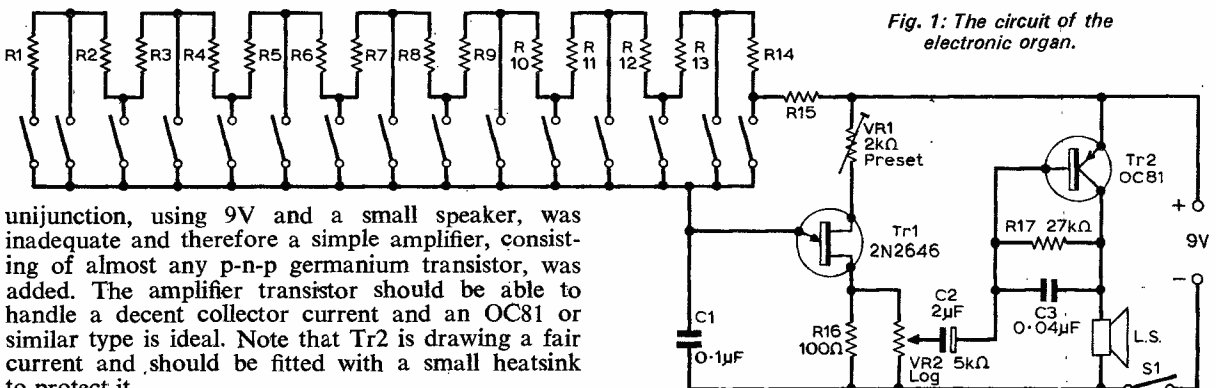 Fig. 1: The circuit of the
electronic organ.
R1
R2
R3
R4
R5
R6
R7
R8
R9
R
10
R
11
R
12
R
13
R14
R15
VR1
2kΩ
Preset
Tr2
OC81
Tr1
2N2646
R17 27kΩ
+
9V
−
C1
0·1μF
R16
100Ω
C2
2μF
VR2 5kΩ
Log
C3
0·04μF
L.S.
S1
unijunction, using 9V and a small speaker, was
inadequate and therefore a simple amplifier, consist-
ing of almost any p-n-p germanium transistor, was
added. The amplifier transistor should be able to
handle a decent collector current and an OC81 or
similar type is ideal. Note that Tr2 is drawing a fair
current and should be fitted with a small heatsink
to protect it